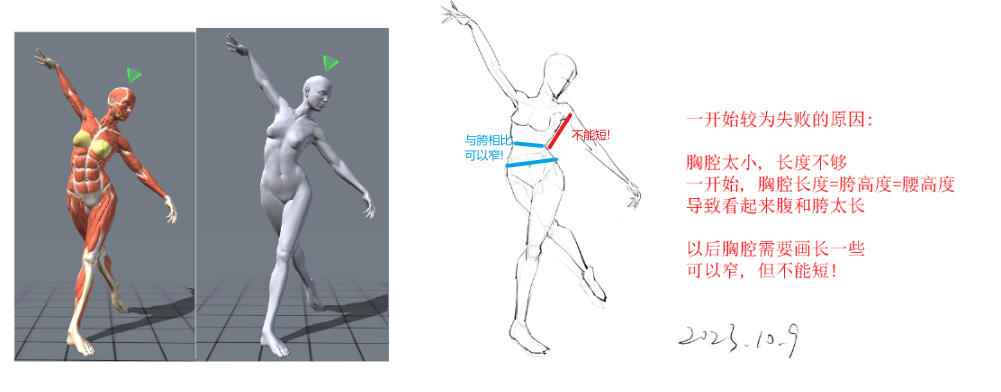 与胯相比
可以窄!
不能短!
一开始较为失败的原因:
胸腔太小，长度不够
一开始，胸腔长度=胯高度=腰高度
导致看起来腹和胯太长
以后胸腔需要画长一些
可以窄，但不能短!
2023.10.9